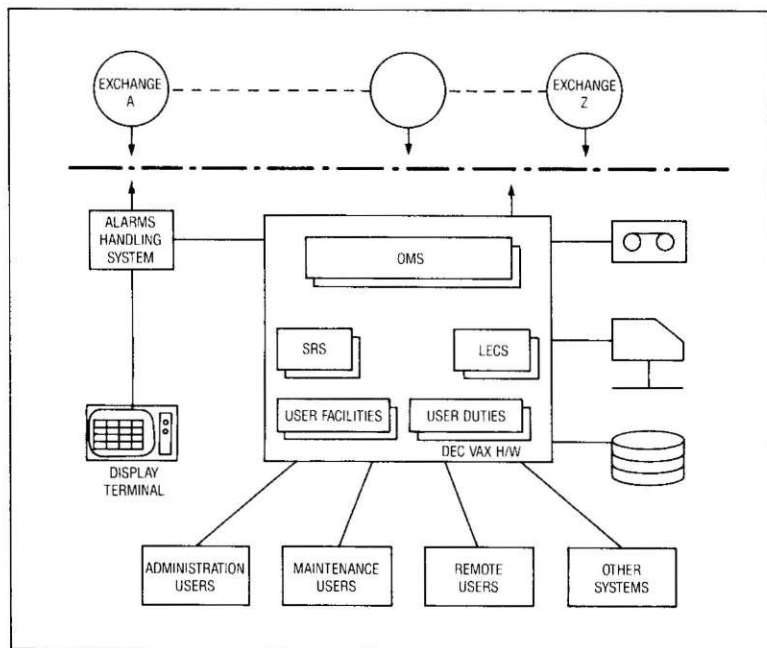 EXCHANGE
A
EXCHANGE
Z
ALARMS
HANDLING
SYSTEM
OMS
SRS
LECS
USER FACILITIES
USER DUTIES
DEC VAX H/W
DISPLAY
TERMINAL
ADMINISTRATION
USERS
MAINTENANCE
USERS
REMOTE
USERS
OTHER
SYSTEMS